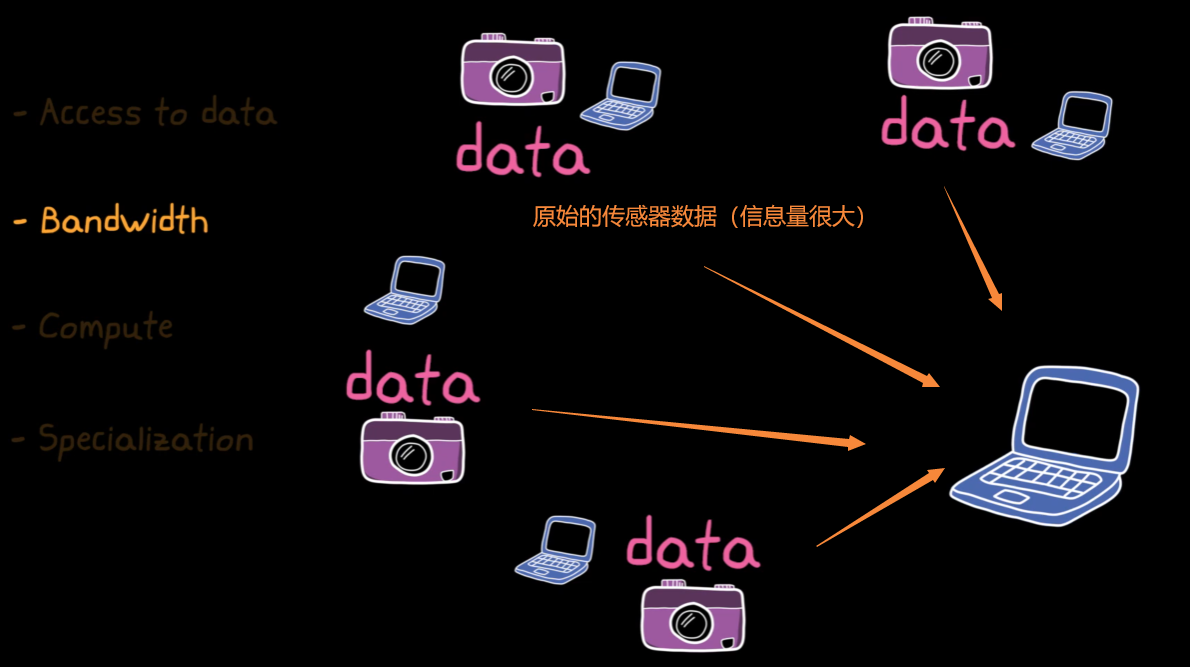 - Access to data
- Bandwidth
- Compute
- Specialization
data
data
原始的传感器数据（信息量很大）
data
data